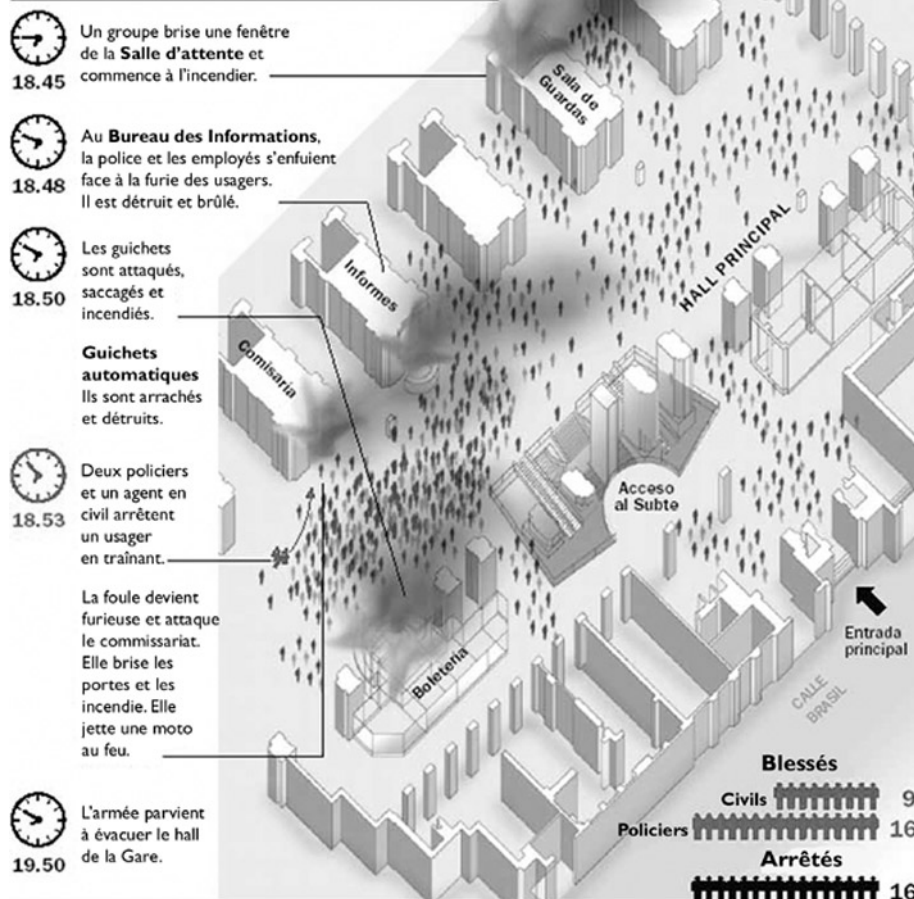 Un groupe brise une fenêtre
de la Salle d'attente et
commence à l'incendier.
18.45
Au Bureau des Informations,
la police et les employés s'enfuient
face à la furie des usagers.
Il est détruit et brûlé.
18.48
Les guichets
sont attaqués,
saccagés et
incendiés.
18.50
Guichets
automatiques
Ils sont arrachés
et détruits.
Deux policiers
et un agent en
civil arrêtent
un usager
en traînant.
18.53
La foule devient
furieuse et attaque
le commissariat.
Elle brise les
portes et les
incendie. Elle
jette une moto
au feu.
L'armée parvient
à évacuer le hall
de la Gare.
19.50
Sala de
Guardas
Informes
Comisaria
HALL PRINCIPAL
Acceso
al Subte
Boleteria
Entrada
principal
CALLE
BRASIL
Blessés
Civils 9
Policiers 16
Arrêtés
16